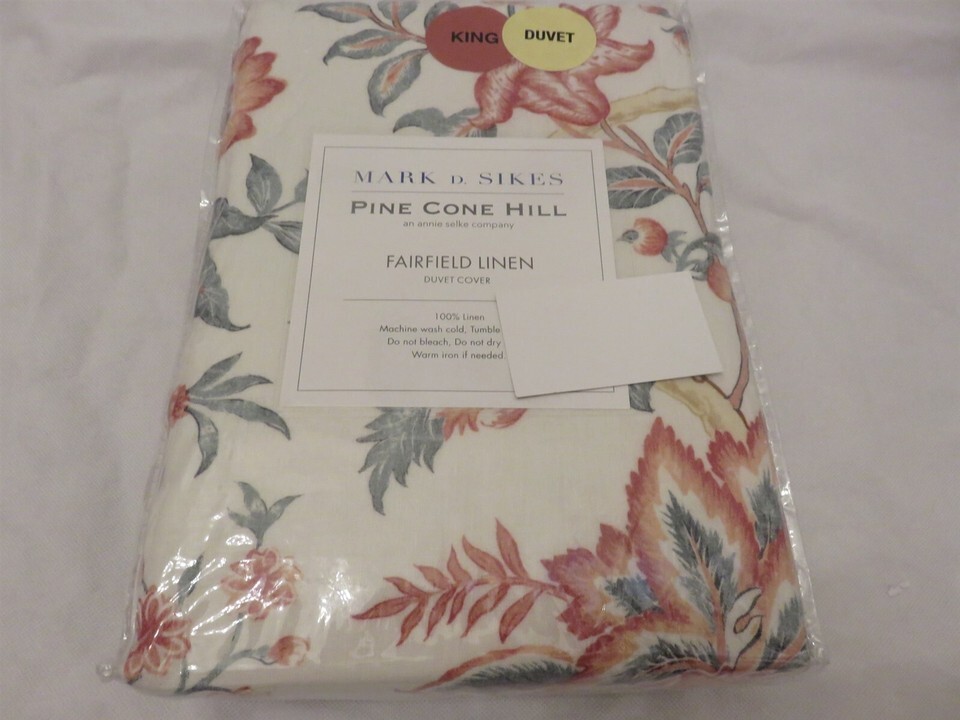 KING DUVET
MARK D. SIKES
PINE CONE HILL
an annie selke company
FAIRFIELD LINEN
DUVET COVER
100% Linen
Machine wash cold, Tumble
Do not bleach, Do not dry
Warm iron if needed